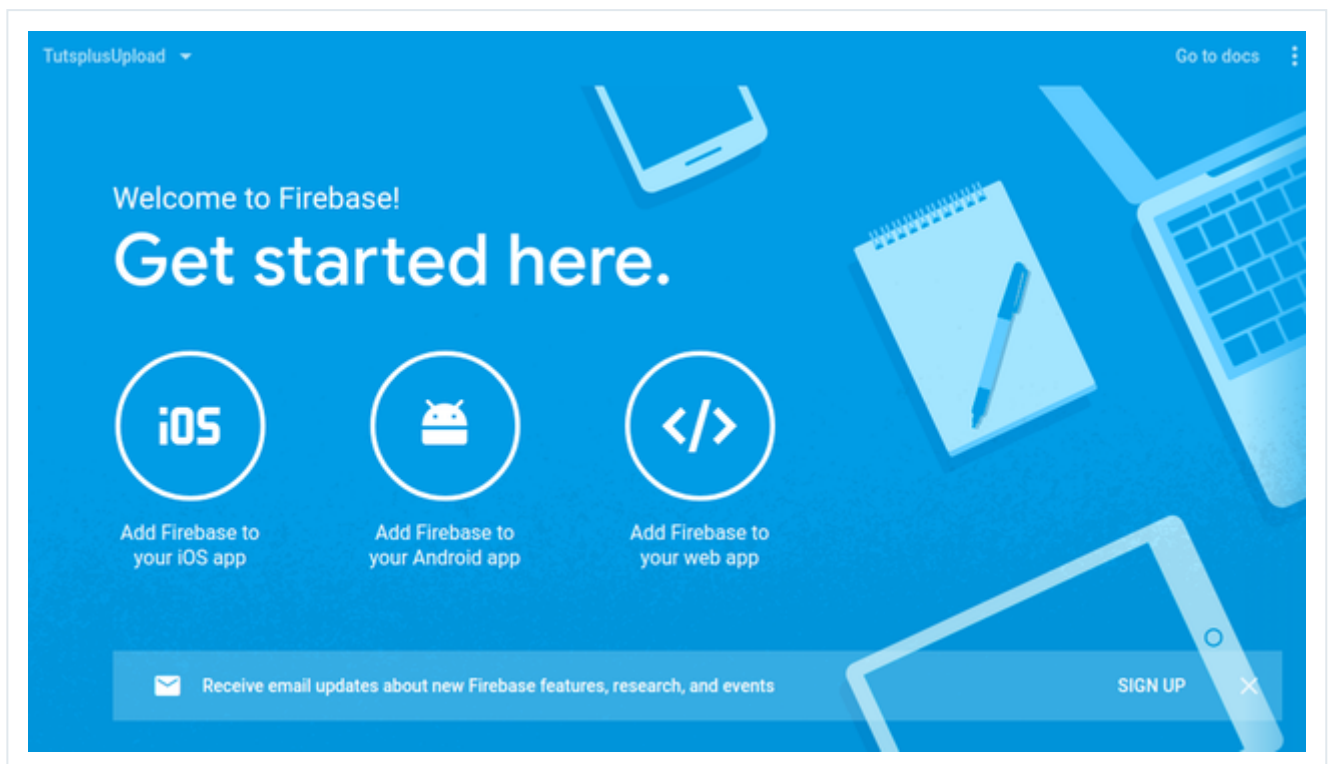 TutsplusUpload
Go to docs
Welcome to Firebase!
Get started here.
iOS
</>
Add Firebase to
your iOS app
Add Firebase to
your Android app
Add Firebase to
your web app
Receive email updates about new Firebase features, research, and events
SIGN UP